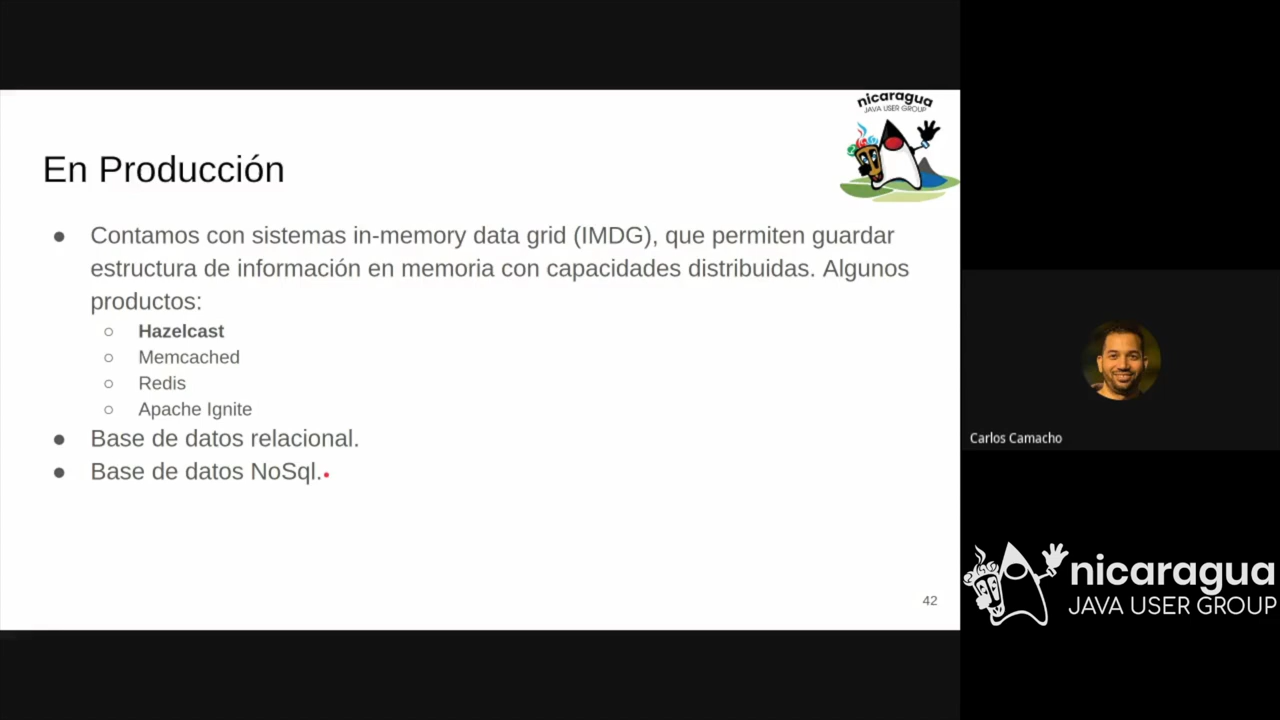 nicaragua
JAVA USER GROUP
En Producción
● Contamos con sistemas in-memory data grid (IMDG), que permiten guardar
estructura de información en memoria con capacidades distribuidas. Algunos
productos:
○ Hazelcast
○ Memcached
○ Redis
○ Apache Ignite
● Base de datos relacional.
● Base de datos NoSql.
42
Carlos Camacho
nicaragua
JAVA USER GROUP